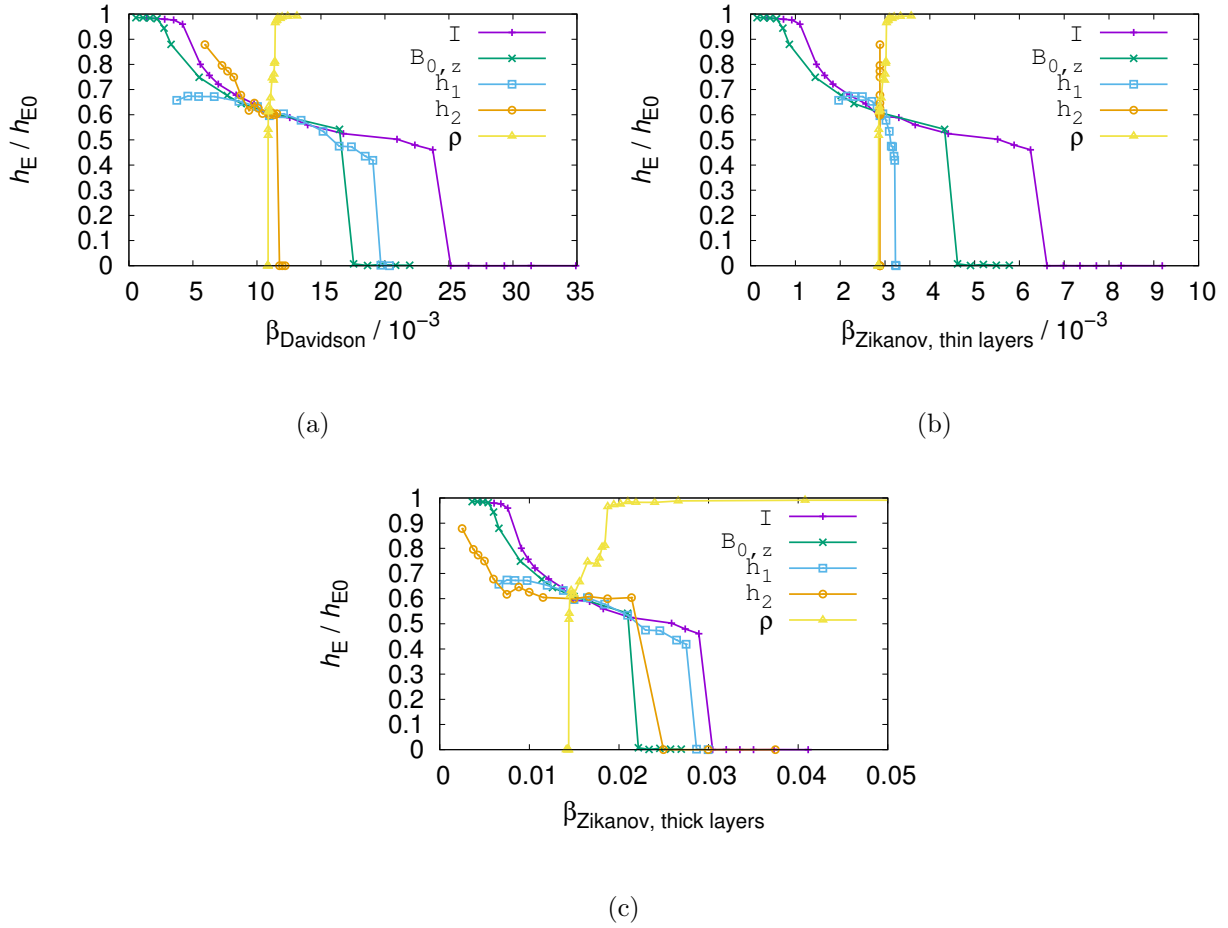 1
0.9
0.8
0.7
0.6
0.5
0.4
0.3
0.2
0.1
0
h_E / h_E0
I
B_0,z
h_1
h_2
ρ
0 5 10 15 20 25 30 35
β_Davidson / 10^-3
(a)
1
0.9
0.8
0.7
0.6
0.5
0.4
0.3
0.2
0.1
0
h_E / h_E0
I
B_0,z
h_1
h_2
ρ
0 1 2 3 4 5 6 7 8 9 10
β_Zikanov, thin layers / 10^-3
(b)
1
0.9
0.8
0.7
0.6
0.5
0.4
0.3
0.2
0.1
0
h_E / h_E0
I
B_0,z
h_1
h_2
ρ
0 0.01 0.02 0.03 0.04 0.05
β_Zikanov, thick layers
(c)